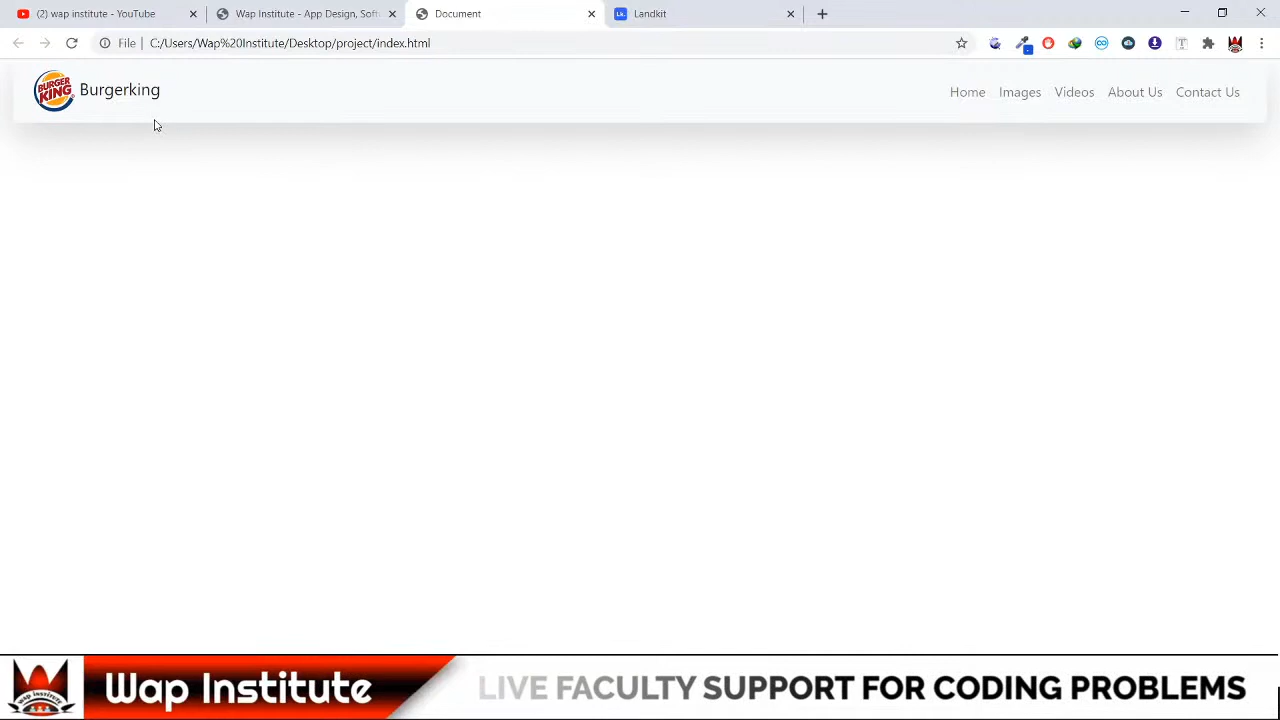 (2) wap institute - YouTube
Wap Institute - App Design, Soft
Document
Landkit
File
C:/Users/Wap%20Institute/Desktop/project/index.html
BURGER KING
Burgerking
Home
Images
Videos
About Us
Contact Us
Wap Institute
LIVE FACULTY SUPPORT FOR CODING PROBLEMS